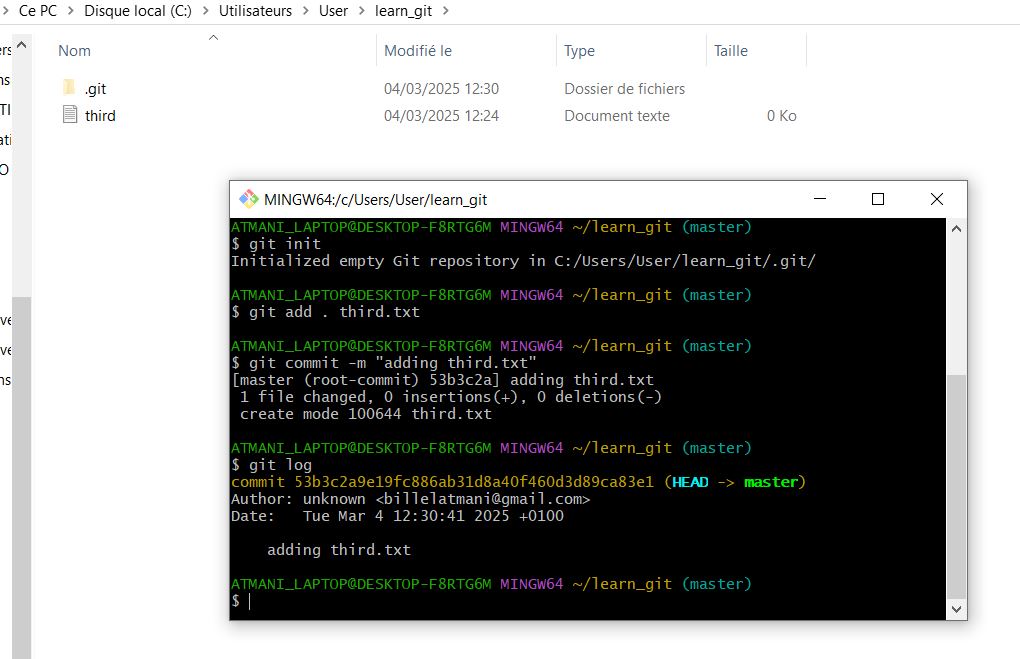 Ce PC > Disque local (C:) > Utilisateurs > User > learn_git >
Nom Modifié le Type Taille
.git 04/03/2025 12:30 Dossier de fichiers
third 04/03/2025 12:24 Document texte 0 Ko
MINGW64:/c/Users/User/learn_git
ATMANI_LAPTOP@DESKTOP-F8RTG6M MINGW64 ~/learn_git (master)
$ git init
Initialized empty Git repository in C:/Users/User/learn_git/.git/
ATMANI_LAPTOP@DESKTOP-F8RTG6M MINGW64 ~/learn_git (master)
$ git add . third.txt
ATMANI_LAPTOP@DESKTOP-F8RTG6M MINGW64 ~/learn_git (master)
$ git commit -m "adding third.txt"
[master (root-commit) 53b3c2a] adding third.txt
1 file changed, 0 insertions(+), 0 deletions(-)
create mode 100644 third.txt
ATMANI_LAPTOP@DESKTOP-F8RTG6M MINGW64 ~/learn_git (master)
$ git log
commit 53b3c2a9e19fc886ab31d8a40f460d3d89ca83e1 (HEAD -> master)
Author: unknown <billelatmani@gmail.com>
Date:   Tue Mar 4 12:30:41 2025 +0100
adding third.txt
ATMANI_LAPTOP@DESKTOP-F8RTG6M MINGW64 ~/learn_git (master)
$